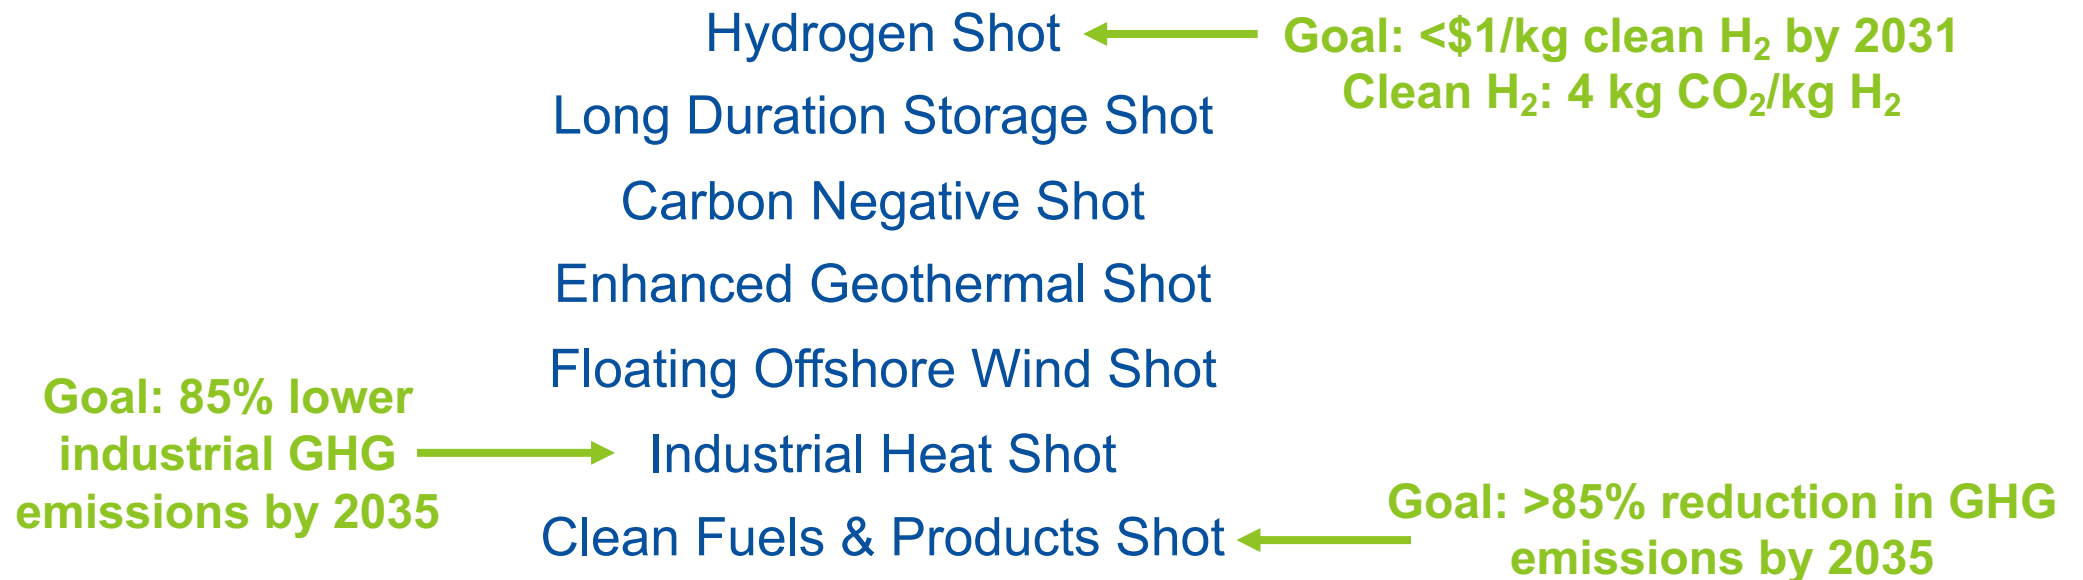 Hydrogen Shot
Goal: <$1/kg clean H₂ by 2031
Clean H₂: 4 kg CO₂/kg H₂
Long Duration Storage Shot
Carbon Negative Shot
Enhanced Geothermal Shot
Floating Offshore Wind Shot
Goal: 85% lower
industrial GHG
emissions by 2035
Industrial Heat Shot
Clean Fuels & Products Shot
Goal: >85% reduction in GHG
emissions by 2035